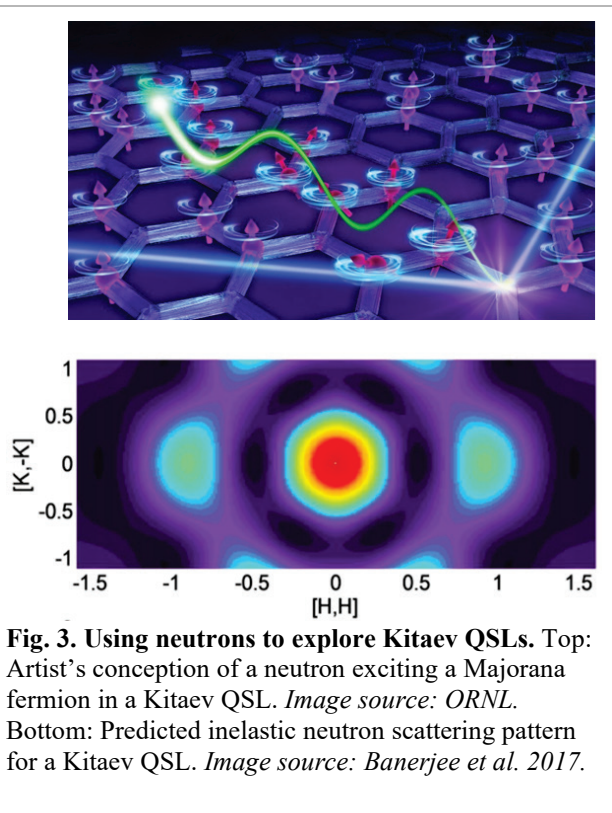 1
0.5
0
-0.5
-1
[K,-K]
-1.5 -1 -0.5 0 0.5 1 1.5
[H,H]
Fig. 3. Using neutrons to explore Kitaev QSLs. Top:
Artist’s conception of a neutron exciting a Majorana
fermion in a Kitaev QSL. Image source: ORNL.
Bottom: Predicted inelastic neutron scattering pattern
for a Kitaev QSL. Image source: Banerjee et al. 2017.